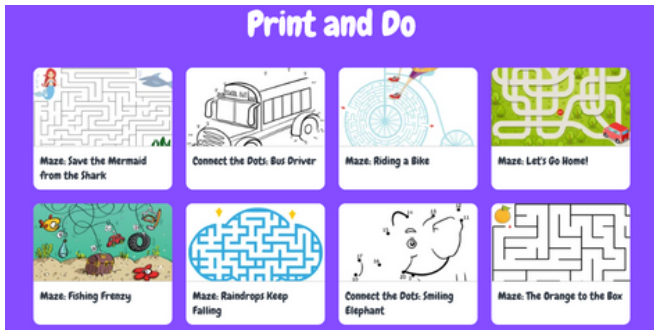 Print and Do
Maze: Save the Mermaid
from the Shark
Connect the Dots: Bus Driver
Maze: Riding a Bike
Maze: Let's Go Home!
Maze: Fishing Frenzy
Maze: Raindrops Keep
Falling
Connect the Dots: Smiling
Elephant
Maze: The Orange to the Box